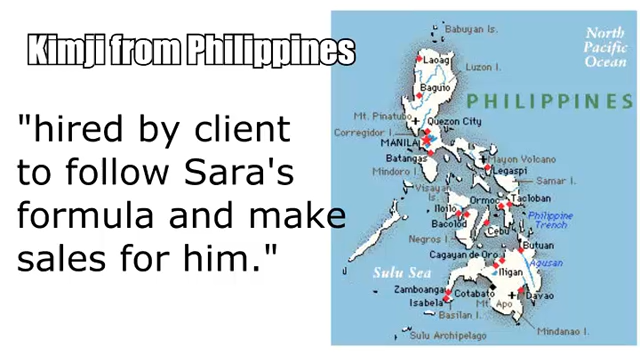 Kimji from Philippines
"hired by client
to follow Sara's
formula and make
sales for him."
Babuyan Is.
North
Pacific
Ocean
Laoag
Luzon I.
Baguio
PHILIPPINES
Mt. Pinatubo
Quezon City
Corregidor I.
MANILA
Batangas
Mayon Volcano
Legaspi
Mindoro I.
Samar I.
Visayan
Is.
Ormoc
Tacloban
Iloilo
Philippine
Trench
Bacolod
Cebu
Negros I.
Butuan
Cagayan de Oro
Agusan
Sulu Sea
Iligan
Zamboanga
Cotabato
Davao
Isabela
Mt. Apo
Basilan I.
Mindanao I.
Sulu Archipelago